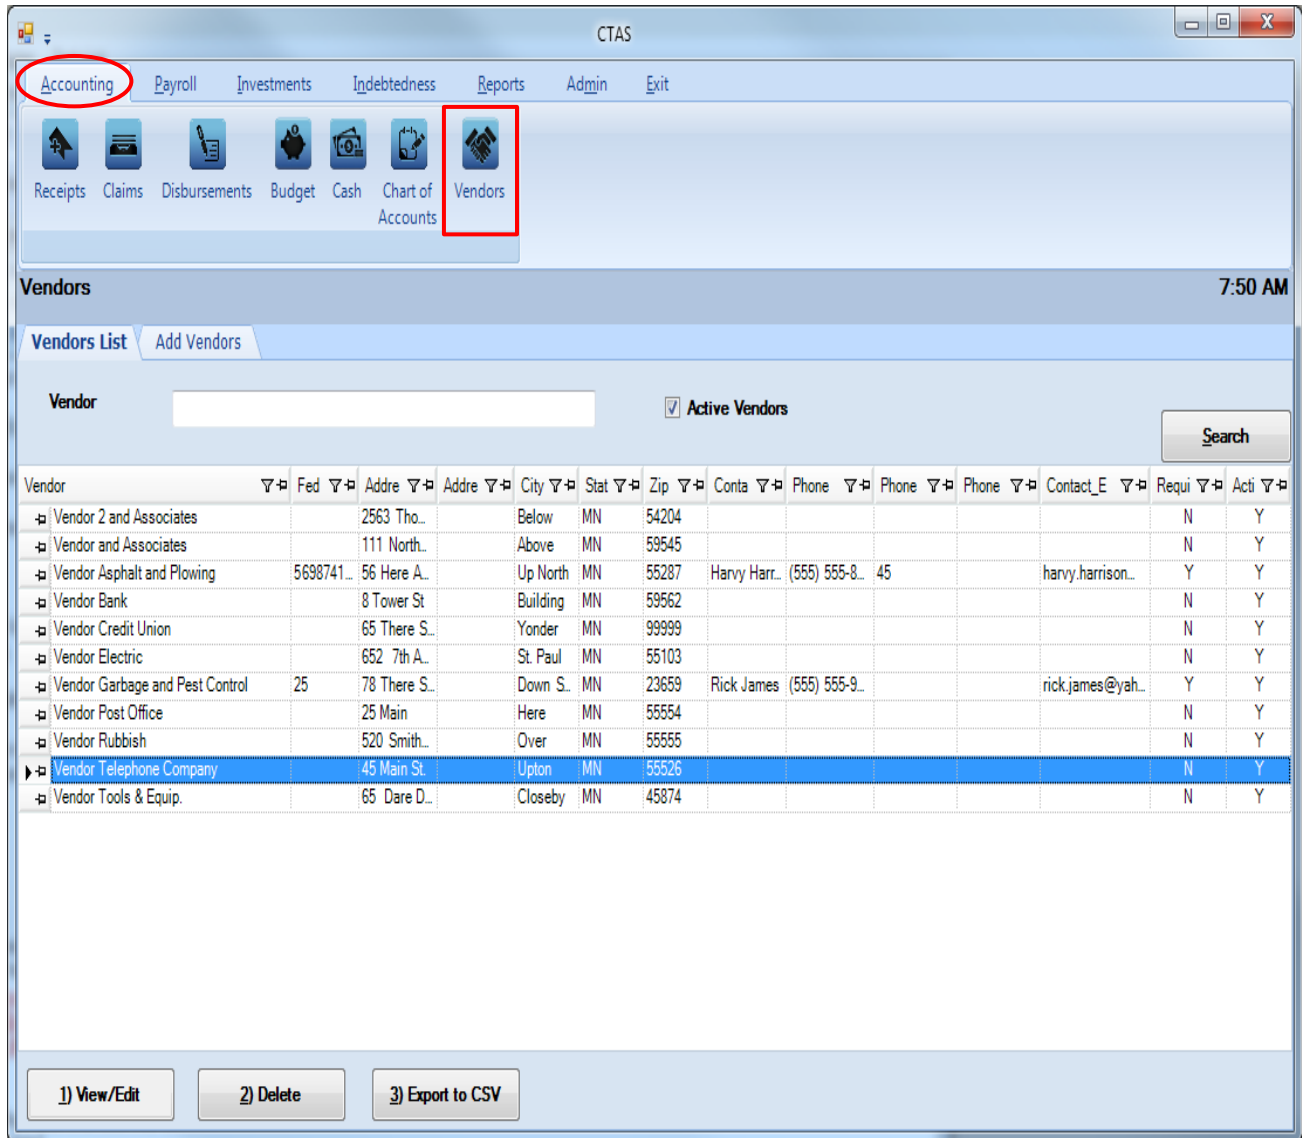 CTAS
Accounting Payroll Investments Indebtedness Reports Admin Exit
Receipts Claims Disbursements Budget Cash Chart of Accounts Vendors
Vendors 7:50 AM
Vendors List Add Vendors
Vendor Active Vendors
Search
Vendor Fed Addre Addre City Stat Zip Conta Phone Phone Phone Contact_E Requi Acti
Vendor 2 and Associates 2563 Tho... Below MN 54204 N Y
Vendor and Associates 111 North... Above MN 59545 N Y
Vendor Asphalt and Plowing 5698741... 56 Here A... Up North MN 55287 Harvy Harr... (555) 555-8... 45 harvy.harrison... Y Y
Vendor Bank 8 Tower St Building MN 59562 N Y
Vendor Credit Union 65 There S... Yonder MN 99999 N Y
Vendor Electric 652 7th A... St. Paul MN 55103 N Y
Vendor Garbage and Pest Control 25 78 There S... Down S... MN 23659 Rick James (555) 555-9... rick.james@yah... Y Y
Vendor Post Office 25 Main Here MN 55554 N Y
Vendor Rubbish 520 Smith... Over MN 55555 N Y
Vendor Telephone Company 45 Main St. Upton MN 55526 N Y
Vendor Tools & Equip. 65 Dare D... Closeby MN 45874 N Y
1) View/Edit 2) Delete 3) Export to CSV